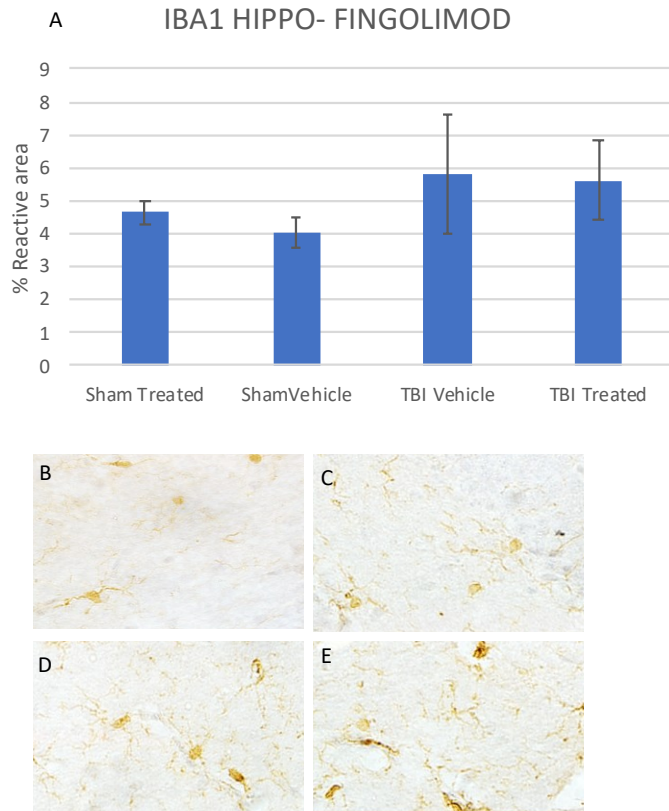 A
IBA1 HIPPO- FINGOLIMOD
% Reactive area
9
8
7
6
5
4
3
2
1
0
Sham Treated ShamVehicle TBI Vehicle TBI Treated
B
C
D
E